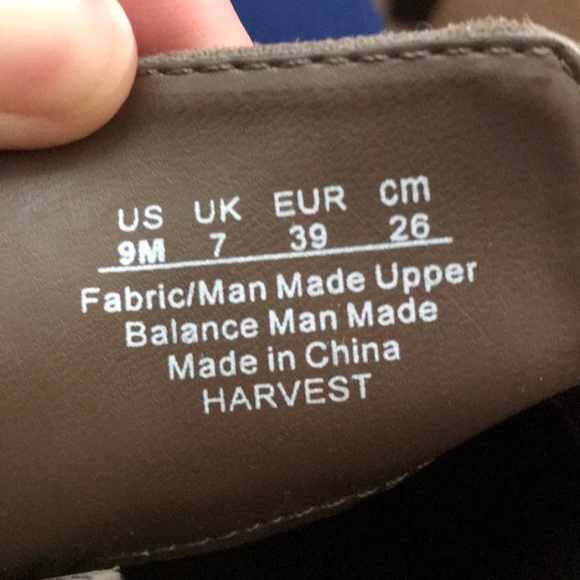 US UK EUR cm
9M 7 39 26
Fabric/Man Made Upper
Balance Man Made
Made in China
HARVEST